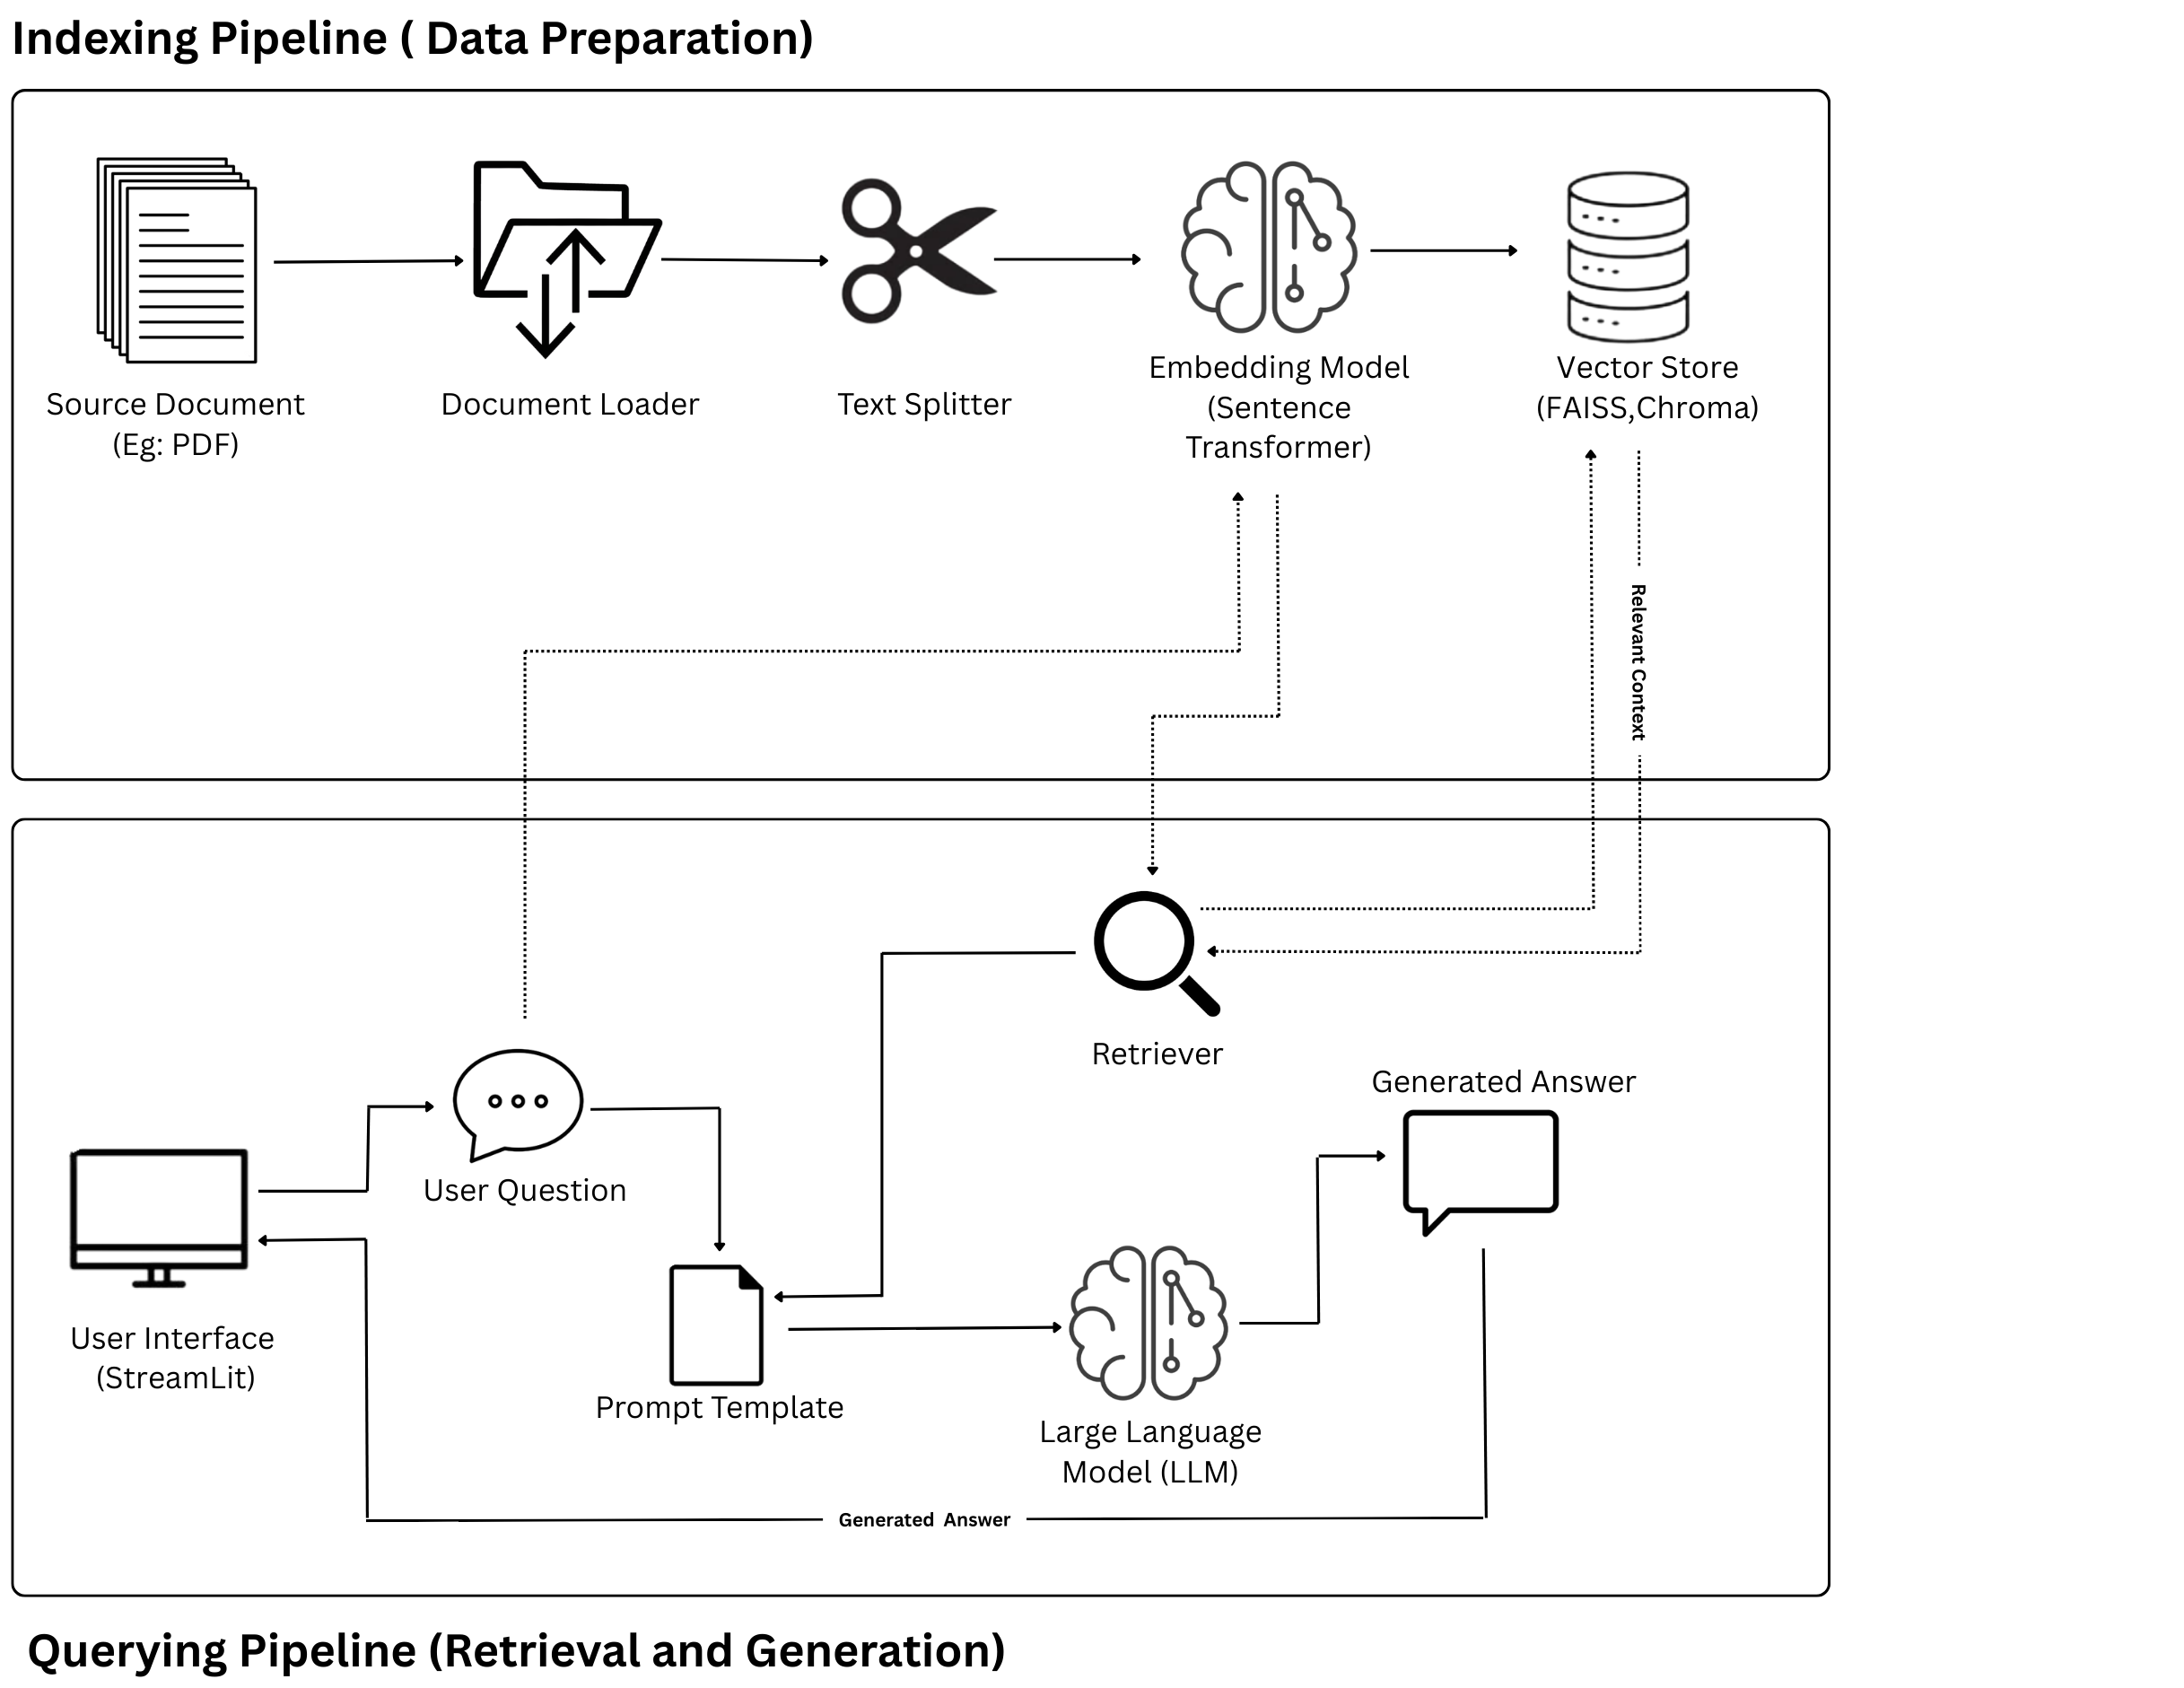 Indexing Pipeline ( Data Preparation)
Source Document
(Eg: PDF)
Document Loader
Text Splitter
Embedding Model
(Sentence
Transformer)
Vector Store
(FAISS,Chroma)
Relevant Context
Retriever
Generated Answer
User Question
User Interface
(StreamLit)
Prompt Template
Large Language
Model (LLM)
Generated Answer
Querying Pipeline (Retrieval and Generation)